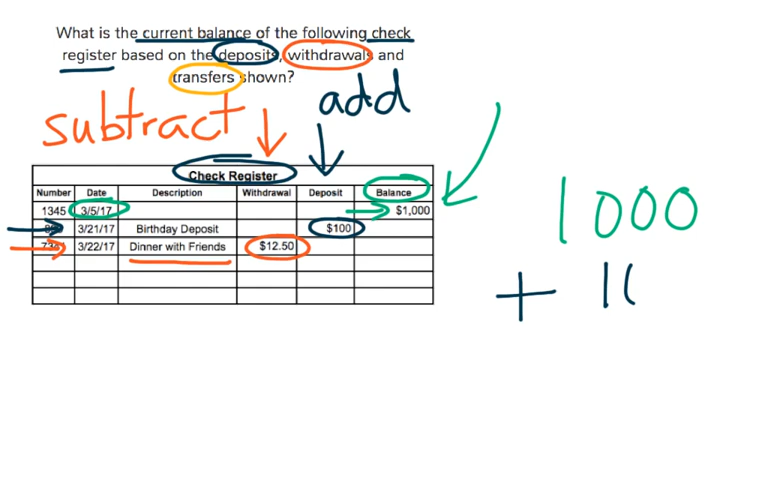 What is the current balance of the following check
register based on the deposits, withdrawals and
transfers shown?
subtract
add
Check Register
Number Date Description Withdrawal Deposit Balance
1345 3/5/17 $1,000
3/21/17 Birthday Deposit $100
3/22/17 Dinner with Friends $12.50
1000
+ 1(